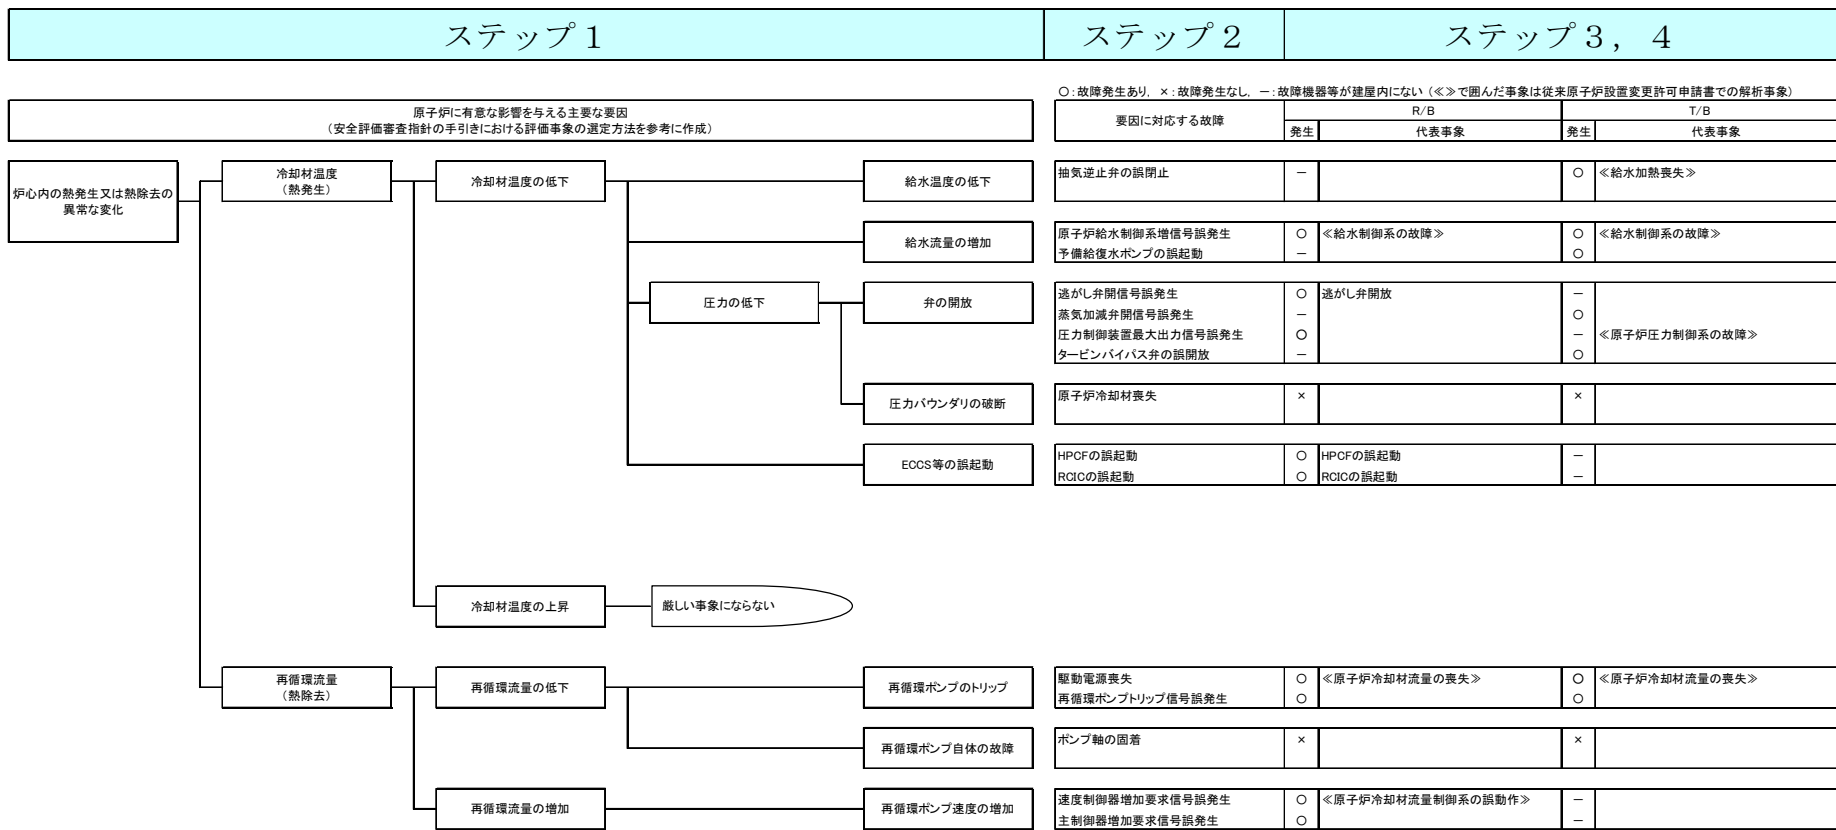 ステップ１
ステップ２
ステップ３，４
○：故障発生あり，×：故障発生なし，－：故障機器等が建屋内にない（≪≫で囲んだ事象は従来原子炉設置変更許可申請書での解析事象）
原子炉に有意な影響を与える主要な要因
（安全評価審査指針の手引きにおける評価事象の選定方法を参考に作成）
要因に対応する故障
R/B
T/B
発生 代表事象 発生 代表事象
炉心内の熱発生又は熱除去の
異常な変化
冷却材温度
（熱発生）
冷却材温度の低下
給水温度の低下
抽気逆止弁の誤閉止 － ○ ≪給水加熱喪失≫
給水流量の増加
原子炉給水制御系増信号誤発生 ○ ≪給水制御系の故障≫ ○ ≪給水制御系の故障≫
予備給復水ポンプの誤起動 － ○
圧力の低下
弁の開放
逃がし弁開信号誤発生 ○ 逃がし弁開放 －
蒸気加減弁開信号誤発生 － ○
圧力制御装置最大出力信号誤発生 ○ － ≪原子炉圧力制御系の故障≫
タービンバイパス弁の誤開放 － ○
圧力バウンダリの破断
原子炉冷却材喪失 × ×
ECCS等の誤起動
HPCFの誤起動 ○ HPCFの誤起動 －
RCICの誤起動 ○ RCICの誤起動 －
冷却材温度の上昇
厳しい事象にならない
再循環流量
（熱除去）
再循環流量の低下
再循環ポンプのトリップ
駆動電源喪失 ○ ≪原子炉冷却材流量の喪失≫ ○ ≪原子炉冷却材流量の喪失≫
再循環ポンプトリップ信号誤発生 ○ ○
再循環ポンプ自体の故障
ポンプ軸の固着 × ×
再循環流量の増加
再循環ポンプ速度の増加
速度制御器増加要求信号誤発生 ○ ≪原子炉冷却材流量制御系の誤動作≫ －
主制御器増加要求信号誤発生 ○ －